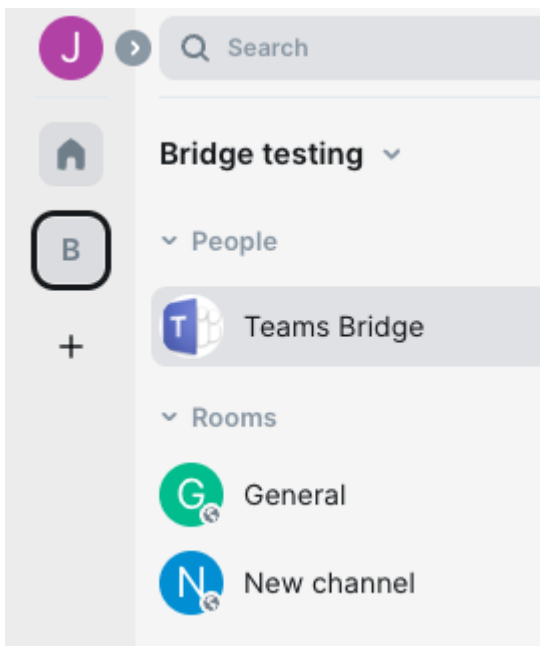 J
Search
Bridge testing
B
People
T
Teams Bridge
+
Rooms
G
General
N
New channel